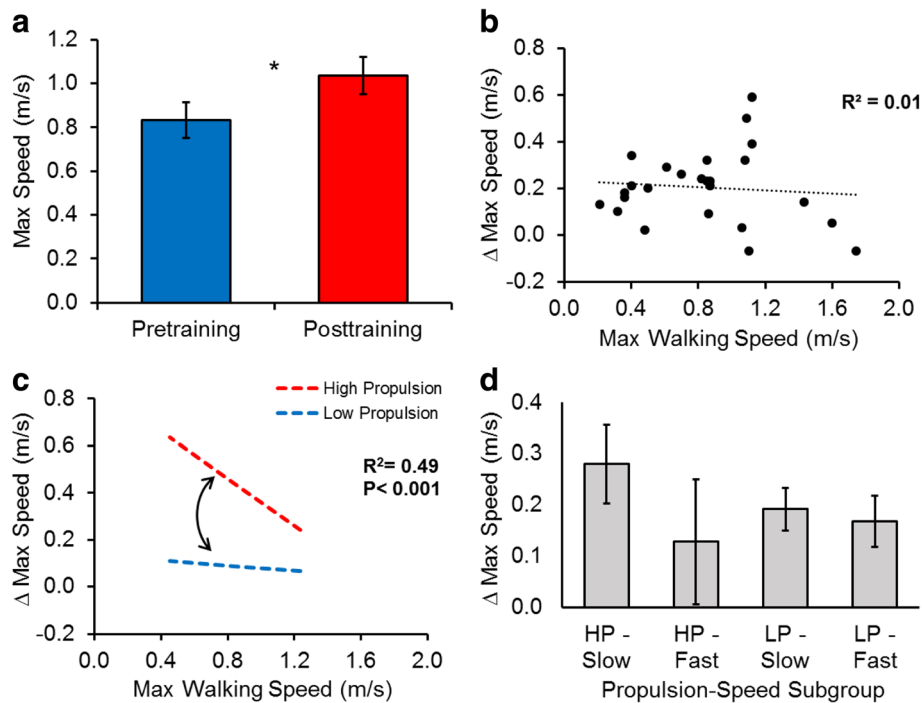 a
Max Speed (m/s)
1.2
1.0
0.8
0.6
0.4
0.2
0.0
*
Pretraining
Posttraining
b
Δ Max Speed (m/s)
0.8
0.6
0.4
0.2
0.0
-0.2
R² = 0.01
0.0 0.4 0.8 1.2 1.6 2.0
Max Walking Speed (m/s)
c
Δ Max Speed (m/s)
0.8
0.6
0.4
0.2
0.0
-0.2
High Propulsion
Low Propulsion
R²= 0.49
P< 0.001
0.0 0.4 0.8 1.2 1.6 2.0
Max Walking Speed (m/s)
d
Δ Max Speed (m/s)
0.4
0.3
0.2
0.1
0.0
HP -
Slow
HP -
Fast
LP -
Slow
LP -
Fast
Propulsion-Speed Subgroup